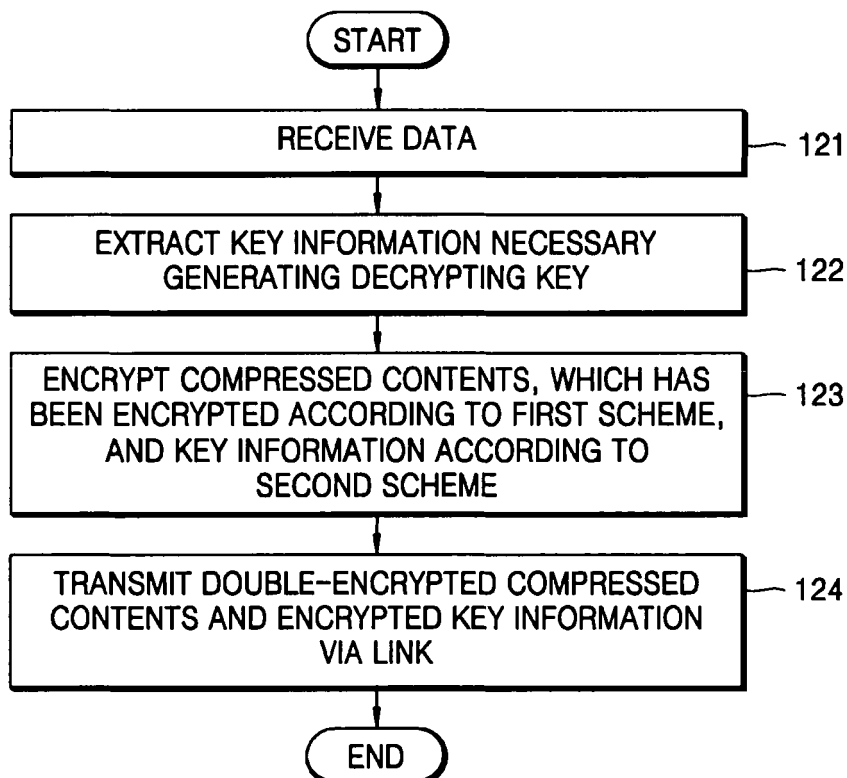 START
RECEIVE DATA
121
EXTRACT KEY INFORMATION NECESSARY
GENERATING DECRYPTING KEY
122
ENCRYPT COMPRESSED CONTENTS, WHICH HAS
BEEN ENCRYPTED ACCORDING TO FIRST SCHEME,
AND KEY INFORMATION ACCORDING TO
SECOND SCHEME
123
TRANSMIT DOUBLE-ENCRYPTED COMPRESSED
CONTENTS AND ENCRYPTED KEY INFORMATION
VIA LINK
124
END